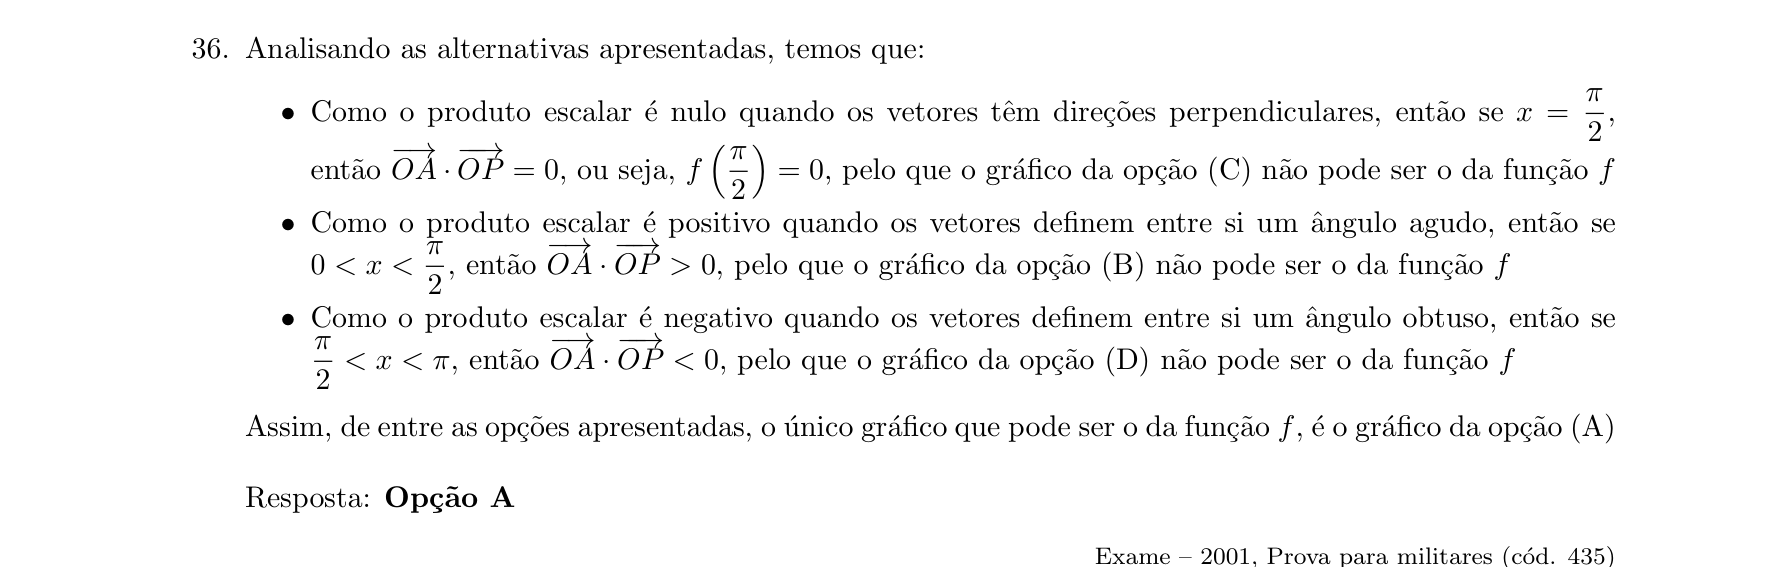 36. Analisando as alternativas apresentadas, temos que:
• Como o produto escalar é nulo quando os vetores têm direções perpendiculares, então se $x = \dfrac{\pi}{2}$,
então $\overrightarrow{OA} \cdot \overrightarrow{OP} = 0$, ou seja, $f\left(\dfrac{\pi}{2}\right) = 0$, pelo que o gráfico da opção (C) não pode ser o da função $f$
• Como o produto escalar é positivo quando os vetores definem entre si um ângulo agudo, então se
$0 < x < \dfrac{\pi}{2}$, então $\overrightarrow{OA} \cdot \overrightarrow{OP} > 0$, pelo que o gráfico da opção (B) não pode ser o da função $f$
• Como o produto escalar é negativo quando os vetores definem entre si um ângulo obtuso, então se
$\dfrac{\pi}{2} < x < \pi$, então $\overrightarrow{OA} \cdot \overrightarrow{OP} < 0$, pelo que o gráfico da opção (D) não pode ser o da função $f$
Assim, de entre as opções apresentadas, o único gráfico que pode ser o da função $f$, é o gráfico da opção (A)
Resposta: Opção A
Exame – 2001, Prova para militares (cód. 435)